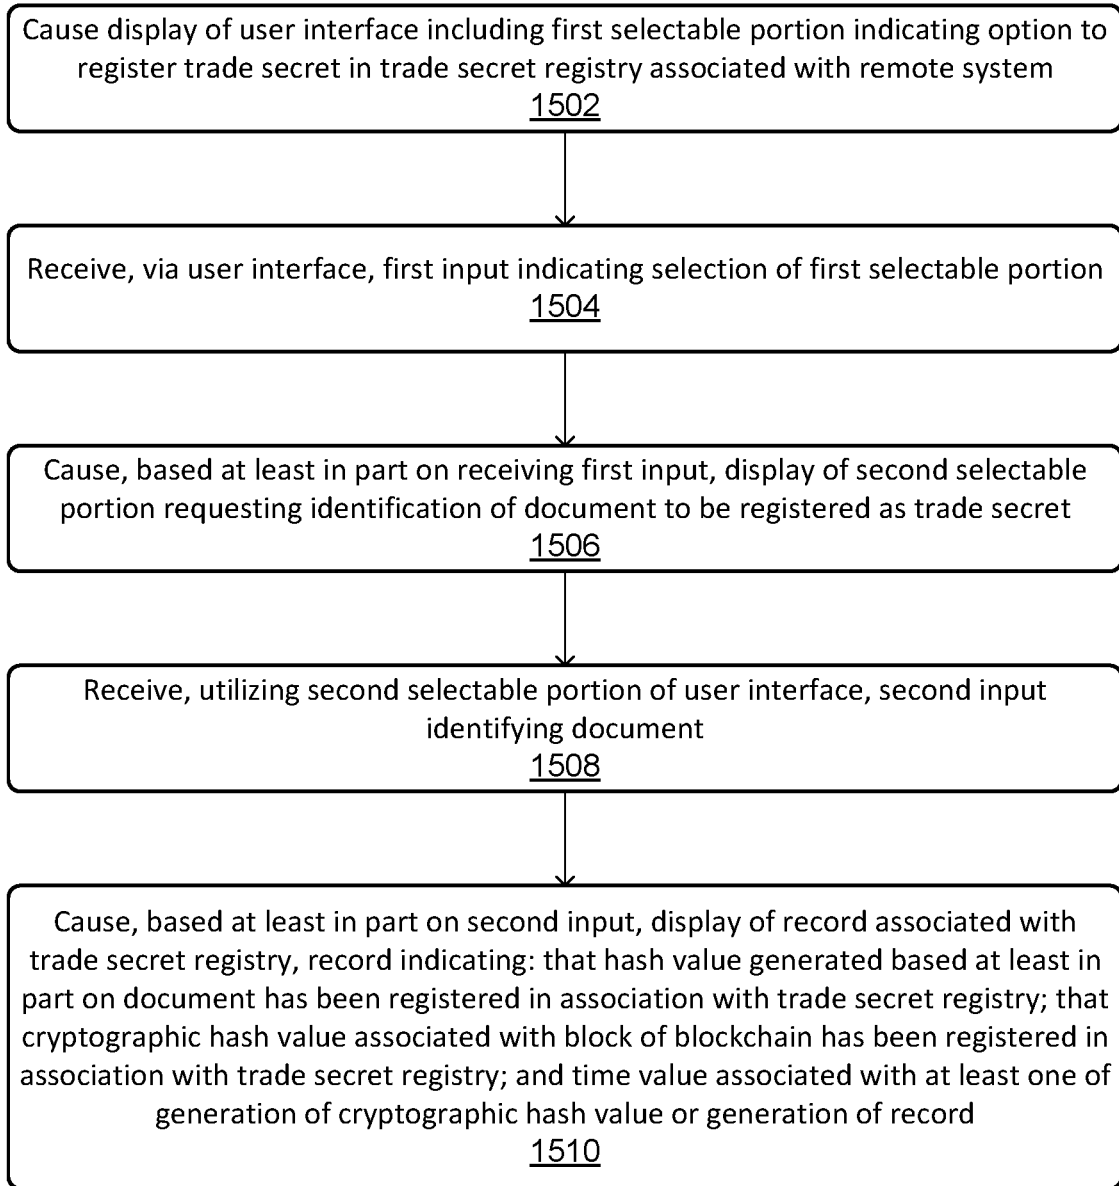 Cause display of user interface including first selectable portion indicating option to
register trade secret in trade secret registry associated with remote system
1502
Receive, via user interface, first input indicating selection of first selectable portion
1504
Cause, based at least in part on receiving first input, display of second selectable
portion requesting identification of document to be registered as trade secret
1506
Receive, utilizing second selectable portion of user interface, second input
identifying document
1508
Cause, based at least in part on second input, display of record associated with
trade secret registry, record indicating: that hash value generated based at least in
part on document has been registered in association with trade secret registry; that
cryptographic hash value associated with block of blockchain has been registered in
association with trade secret registry; and time value associated with at least one of
generation of cryptographic hash value or generation of record
1510